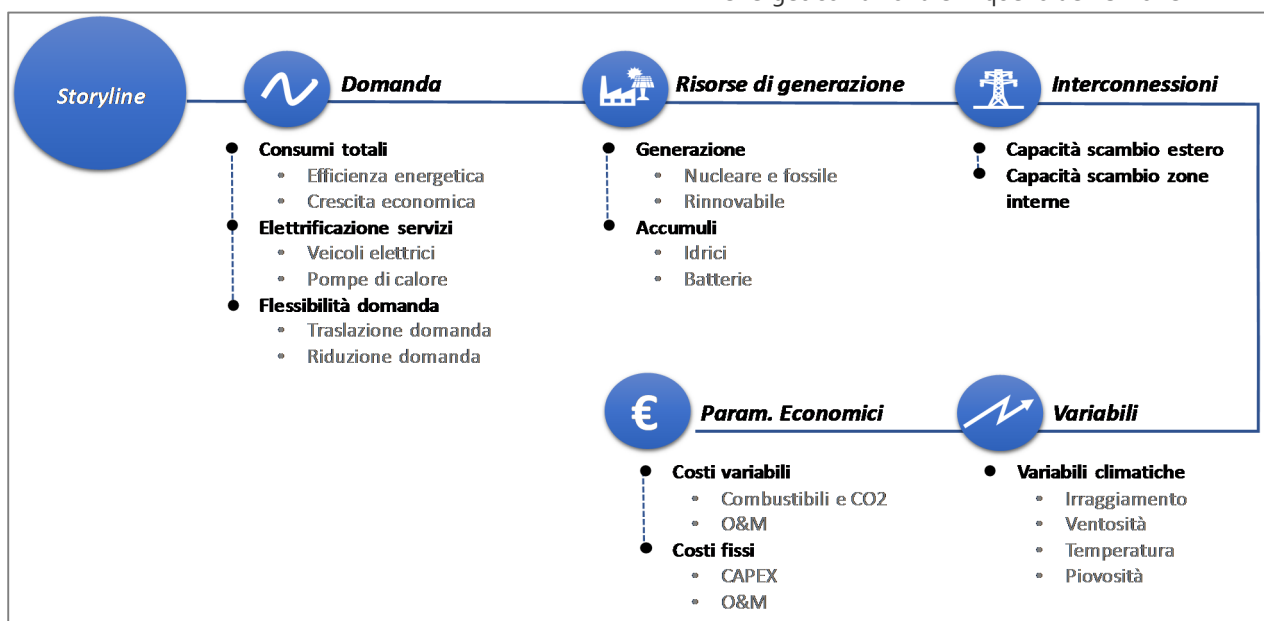 Storyline
Domanda
Consumi totali
Efficienza energetica
Crescita economica
Elettrificazione servizi
Veicoli elettrici
Pompe di calore
Flessibilità domanda
Traslazione domanda
Riduzione domanda
Risorse di generazione
Generazione
Nucleare e fossile
Rinnovabile
Accumuli
Idrici
Batterie
Interconnessioni
Capacità scambio estero
Capacità scambio zone
interne
€
Param. Economici
Costi variabili
Combustibili e CO2
O&M
Costi fissi
CAPEX
O&M
Variabili
Variabili climatiche
Irraggiamento
Ventosità
Temperatura
Piovosità